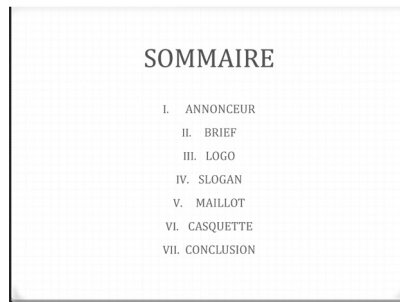 SOMMAIRE
I. ANNONCEUR
II. BRIEF
III. LOGO
IV. SLOGAN
V. MAILLOT
VI. CASQUETTE
VII. CONCLUSION